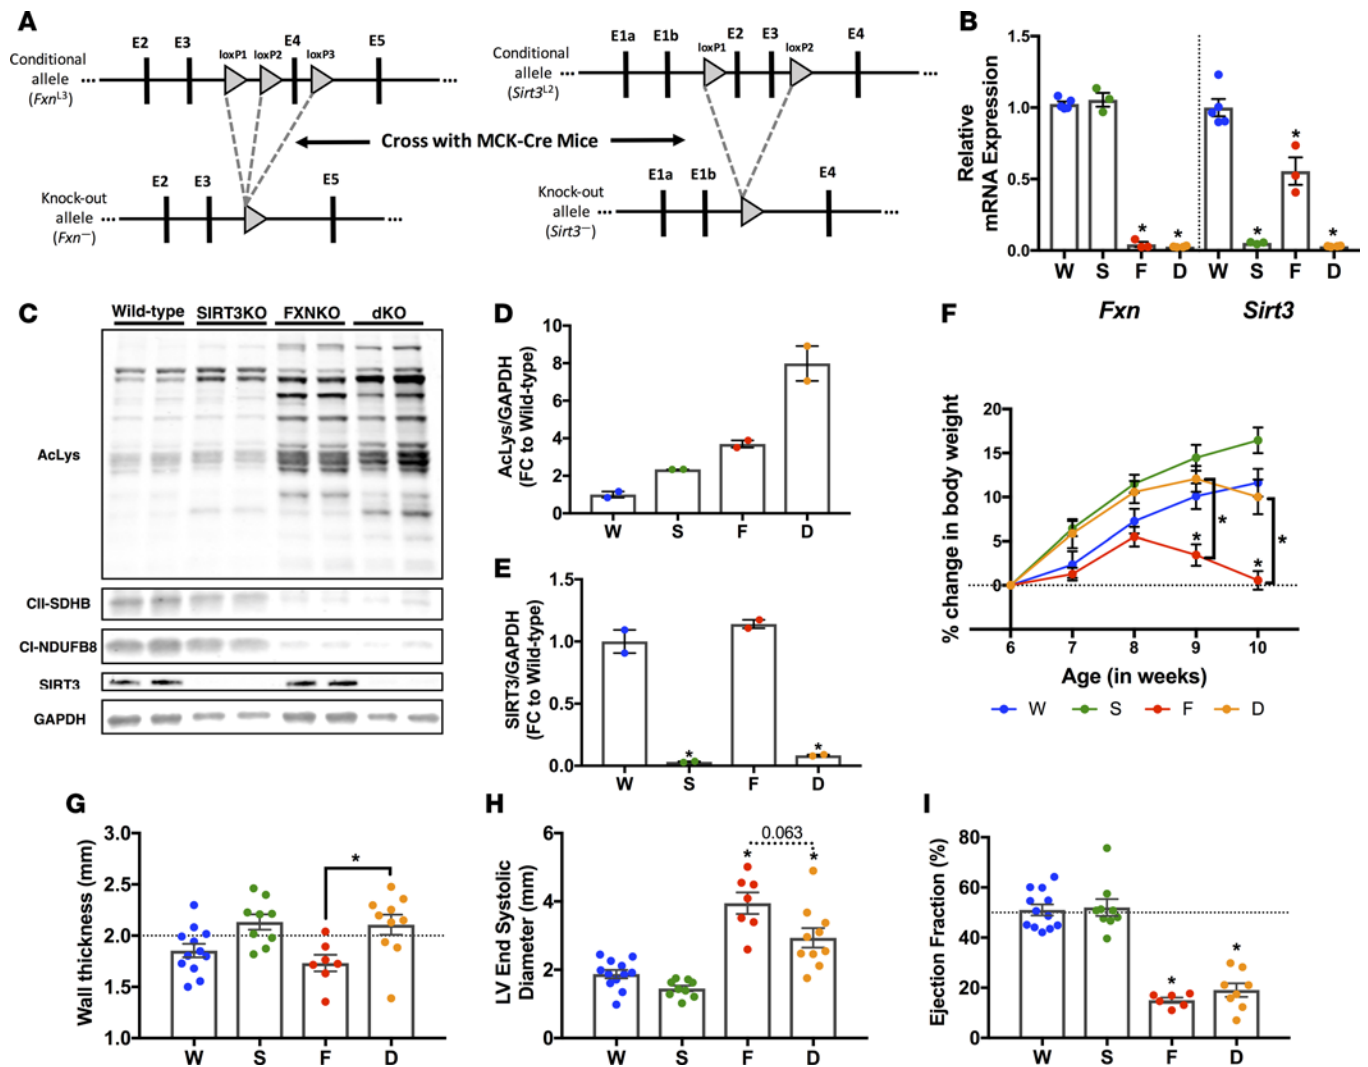 A
E2 E3 loxP1 loxP2 E4 loxP3 E5
Conditional
allele
(Fxn^L3)
... ...
E1a E1b loxP1 E2 E3 loxP2 E4
Conditional
allele
(Sirt3^L2)
... ...
Cross with MCK-Cre Mice
E2 E3 E5
Knock-out
allele
(Fxn^—)
... ...
E1a E1b E4
Knock-out
allele
(Sirt3^—)
... ...
B
Relative
mRNA Expression
1.5
1.0
0.5
0.0
* * * * *
W S F D W S F D
Fxn Sirt3
C
Wild-type SIRT3KO FXNKO dKO
AcLys
CII-SDHB
CI-NDUFB8
SIRT3
GAPDH
D
AcLys/GAPDH
(FC to Wild-type)
10
8
6
4
2
0
W S F D
E
SIRT3/GAPDH
(FC to Wild-type)
1.5
1.0
0.5
0.0
* *
W S F D
F
% change in body weight
20
15
10
5
0
* * * *
6 7 8 9 10
Age (in weeks)
W S F D
G
Wall thickness (mm)
3.0
2.5
2.0
1.5
1.0
*
W S F D
H
LV End Systolic
Diameter (mm)
6
4
2
0
0.063
* *
W S F D
I
Ejection Fraction (%)
80
60
40
20
0
* *
W S F D